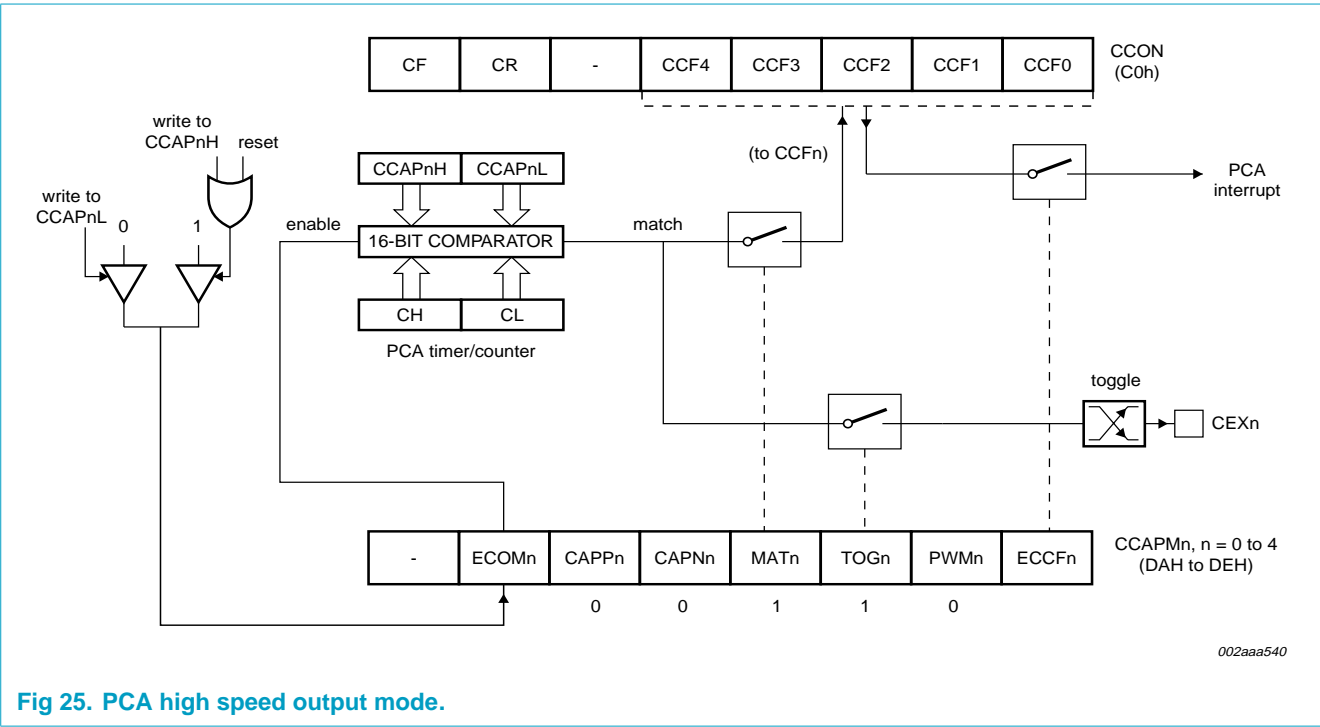 CF CR - CCF4 CCF3 CCF2 CCF1 CCF0
CCON
(C0h)
write to
CCAPnH reset
write to
CCAPnL
0 1
(to CCFn)
PCA
interrupt
CCAPnH CCAPnL
enable
16-BIT COMPARATOR
match
CH CL
PCA timer/counter
toggle
CEXn
- ECOMn CAPPn CAPNn MATn TOGn PWMn ECCFn
CCAPMn, n = 0 to 4
(DAH to DEH)
0 0 1 1 0
002aaa540
Fig 25. PCA high speed output mode.